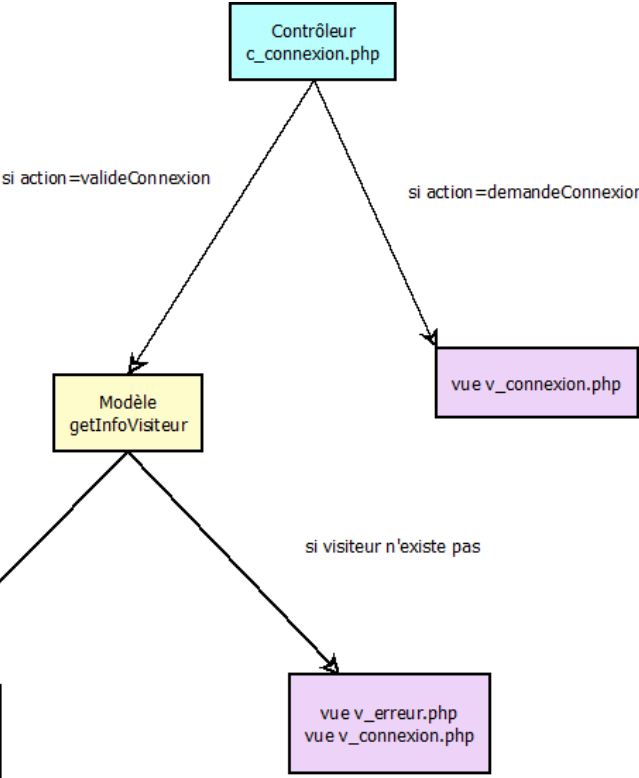 Contrôleur
c_connexion.php
si action=valideConnexion
si action=demandeConnexion
vue v_connexion.php
Modèle
getInfoVisiteur
si visiteur n'existe pas
vue v_erreur.php
vue v_connexion.php